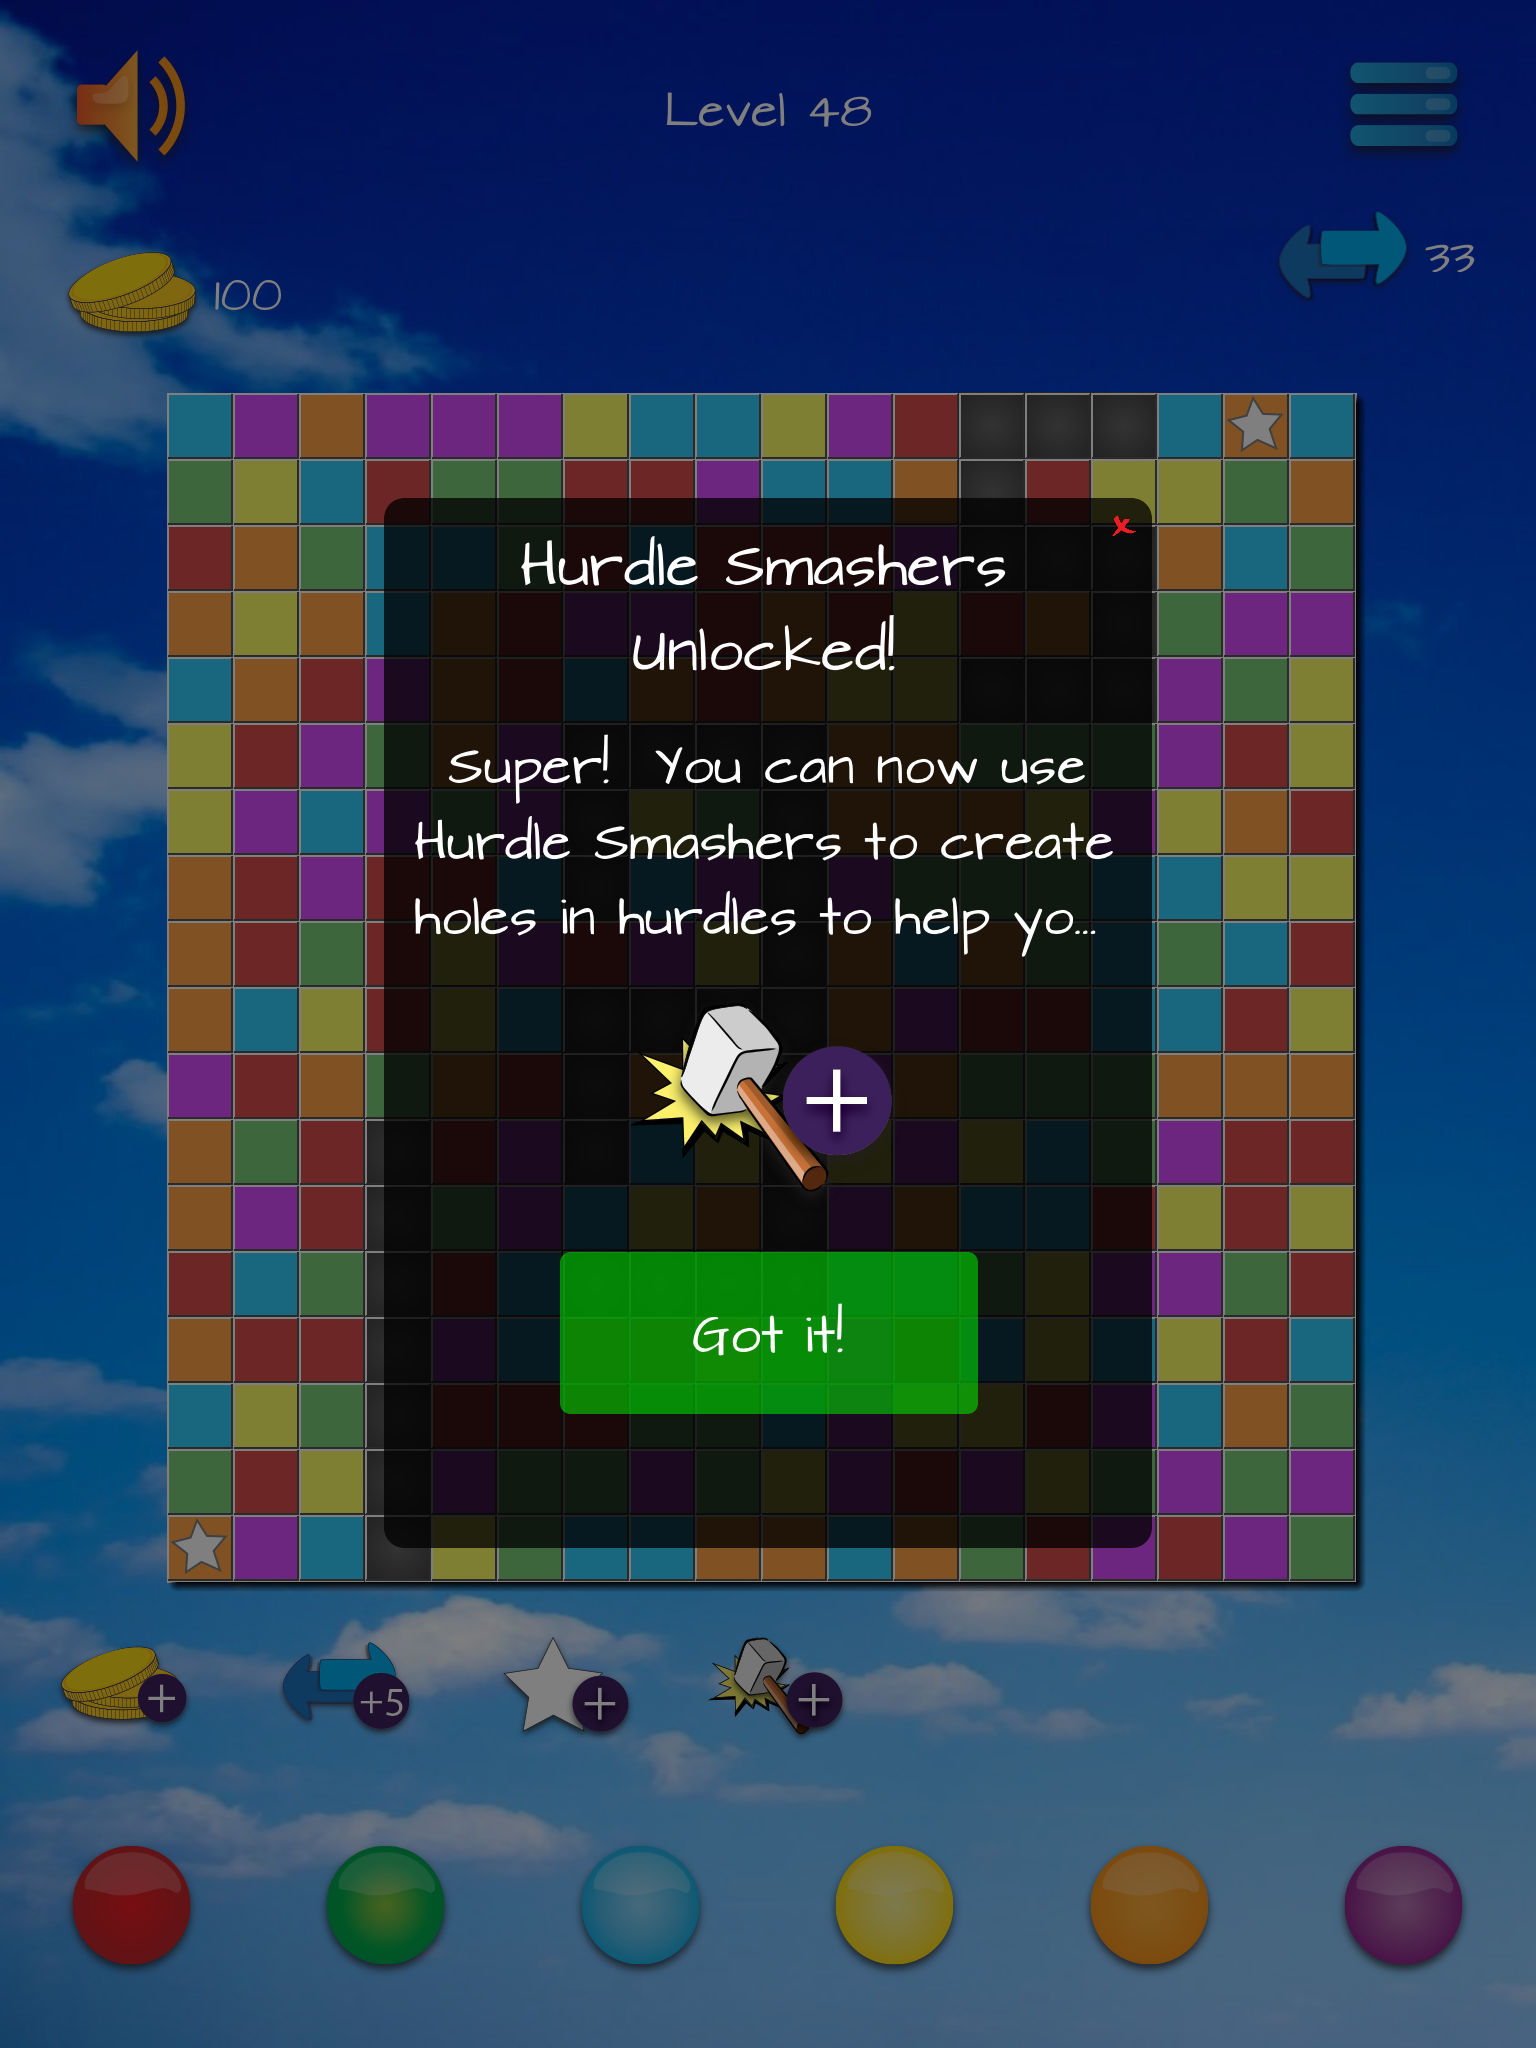 Level 48
33
100
x
Hurdle Smashers
Unlocked!
Super! You can now use
Hurdle Smashers to create
holes in hurdles to help yo...
+
Got it!
+
+5
+
+